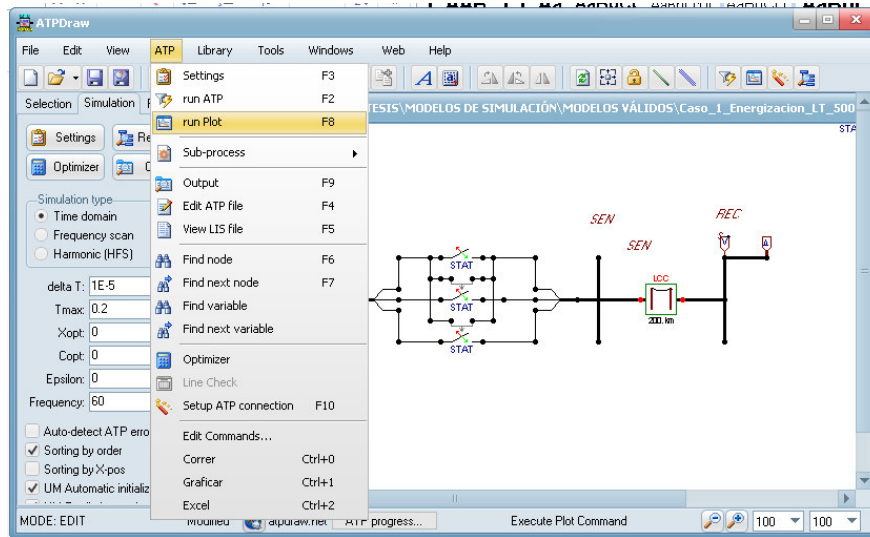 ATPDraw
File Edit View ATP Library Tools Windows Web Help
Selection Simulation
Settings
Optimizer
Simulation type
Time domain
Frequency scan
Harmonic (HFS)
delta T: 1E-5
Tmax: 0.2
Xopt: 0
Copt: 0
Epsilon: 0
Frequency: 60
Auto-detect ATP erro
Sorting by order
Sorting by X-pos
UM Automatic initializ
Settings F3
run ATP F2
run Plot F8
Sub-process
Output F9
Edit ATP file F4
View LIS file F5
Find node F6
Find next node F7
Find variable
Find next variable
Optimizer
Line Check
Setup ATP connection F10
Edit Commands...
Correr Ctrl+0
Graficar Ctrl+1
Excel Ctrl+2
TESIS\MODELOS DE SIMULACIÓN\MODELOS VÁLIDOS\Caso_1_Energizacion_LT_500
STA
SEN REC
SEN
V A
STAT
LCC
STAT
200. km
STAT
MODE: EDIT Modified atpdraw.net ATP progress... Execute Plot Command 100 100